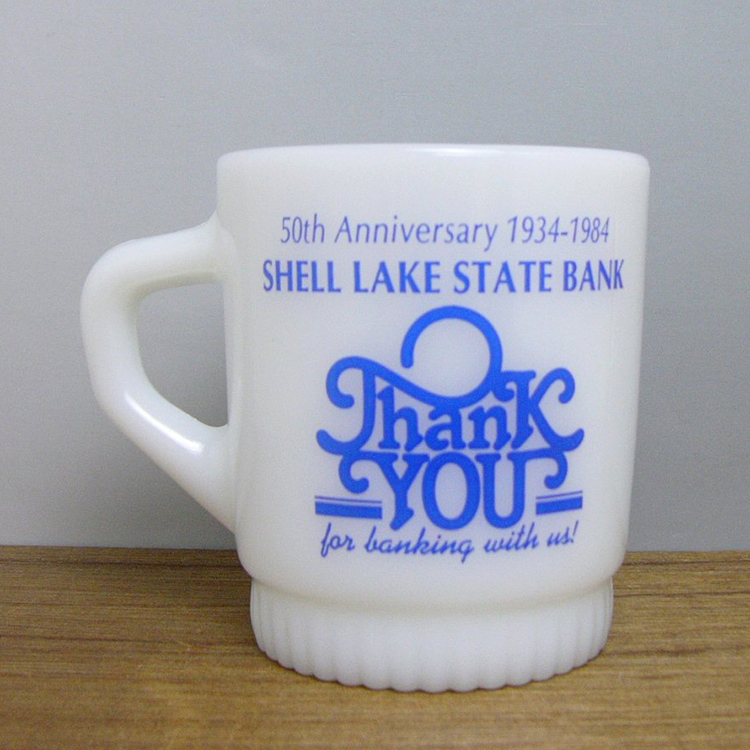 50th Anniversary 1934-1984
SHELL LAKE STATE BANK
Thank
YOU
for banking with us!